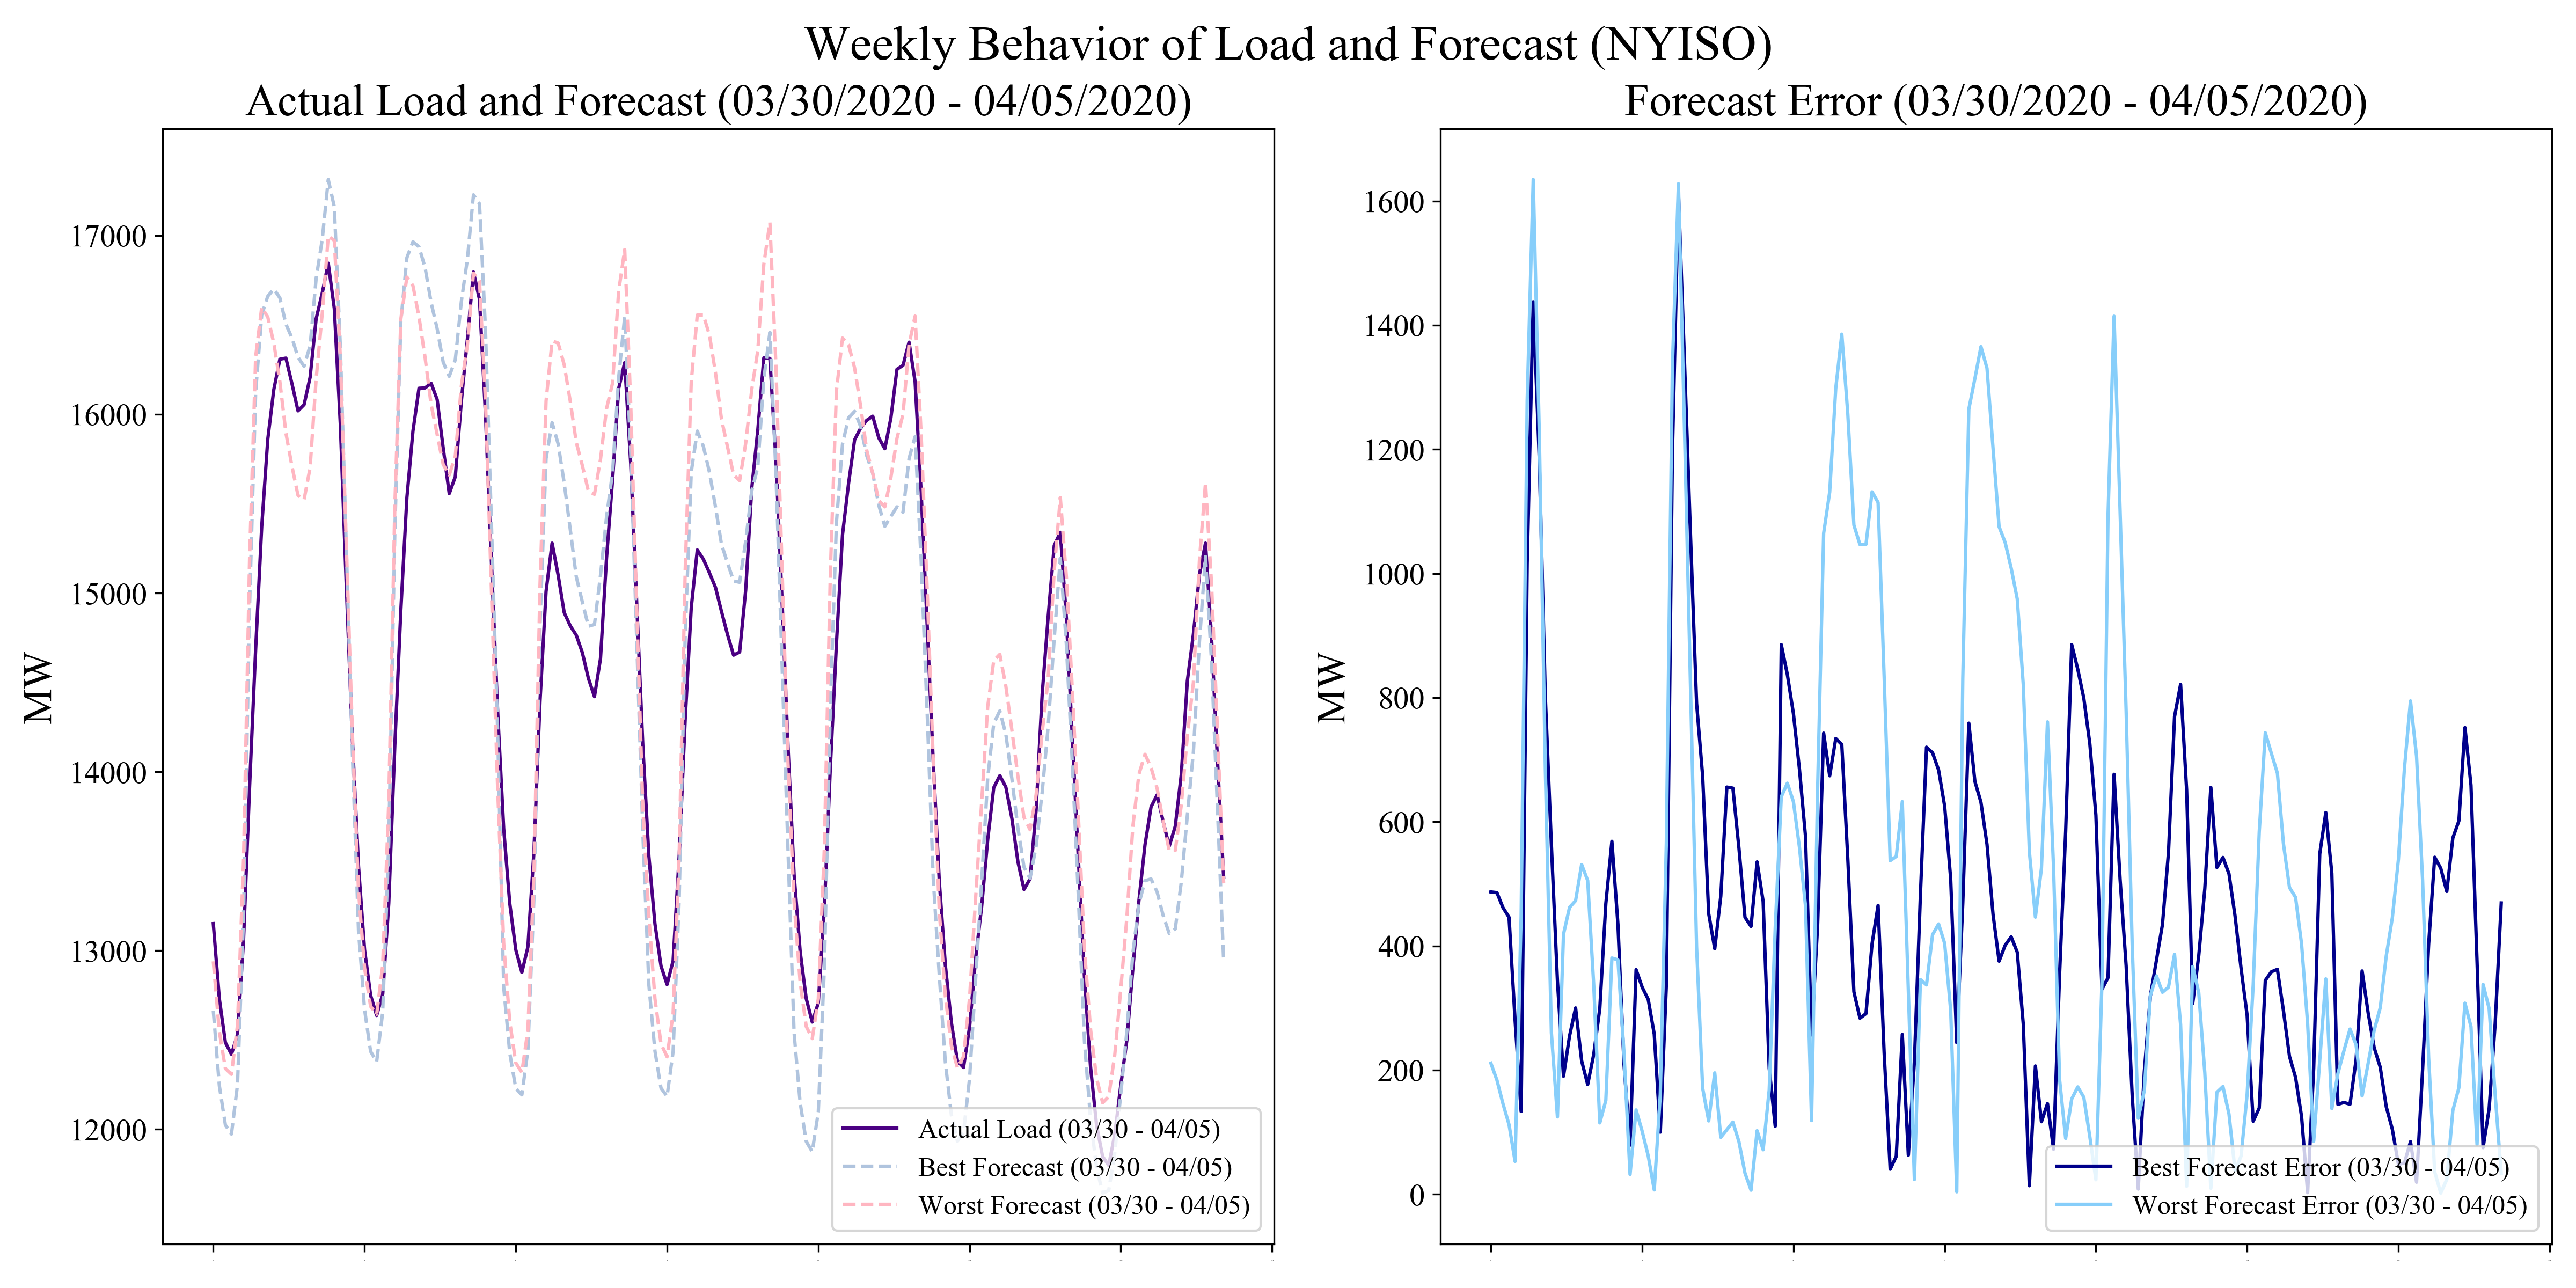 Weekly Behavior of Load and Forecast (NYISO)
Actual Load and Forecast (03/30/2020 - 04/05/2020)
MW
17000
16000
15000
14000
13000
12000
Actual Load (03/30 - 04/05)
Best Forecast (03/30 - 04/05)
Worst Forecast (03/30 - 04/05)
Forecast Error (03/30/2020 - 04/05/2020)
MW
1600
1400
1200
1000
800
600
400
200
0
Best Forecast Error (03/30 - 04/05)
Worst Forecast Error (03/30 - 04/05)